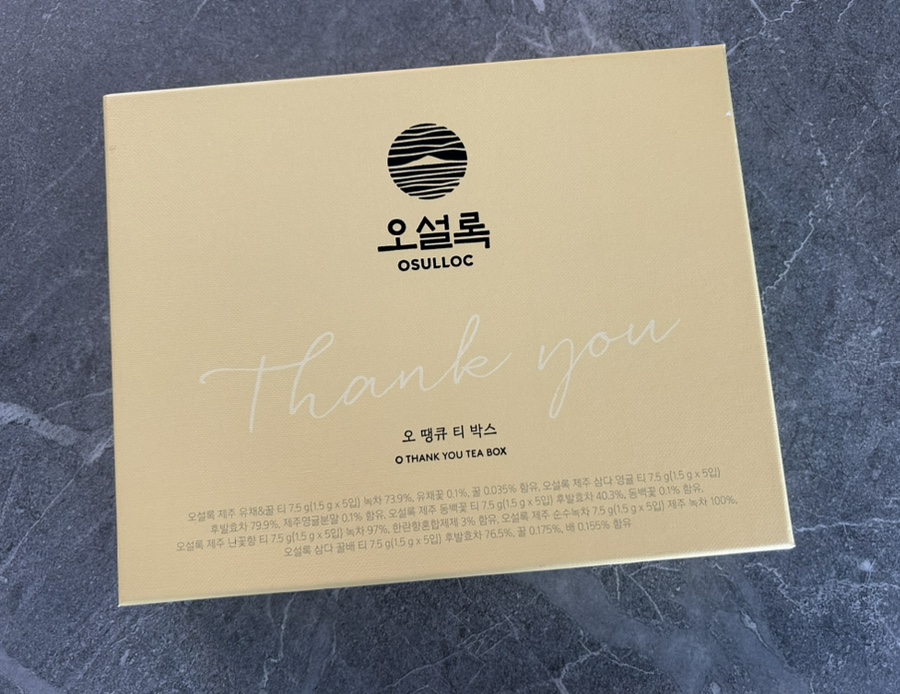 오설록
OSULLOC
Thank you
오 땡큐 티 박스
O THANK YOU TEA BOX
오설록 제주 유채&꿀 티 7.5 g(1.5 g x 5입) 녹차 73.9%, 유채꽃 0.1%, 꿀 0.035% 함유, 오설록 제주 삼다 영귤 티 7.5 g(1.5 g x 5입)
후발효차 79.9%, 제주영귤분말 0.1% 함유, 오설록 제주 동백꽃 티 7.5 g(1.5 g x 5입) 후발효차 40.3%, 동백꽃 0.1% 함유,
오설록 제주 난꽃향 티 7.5 g(1.5 g x 5입) 녹차 97%, 한란향혼합제제 3% 함유, 오설록 제주 순수녹차 7.5 g(1.5 g x 5입) 제주 녹차 100%,
오설록 삼다 꿀배 티 7.5 g(1.5 g x 5입) 후발효차 76.5%, 꿀 0.175%, 배 0.155% 함유